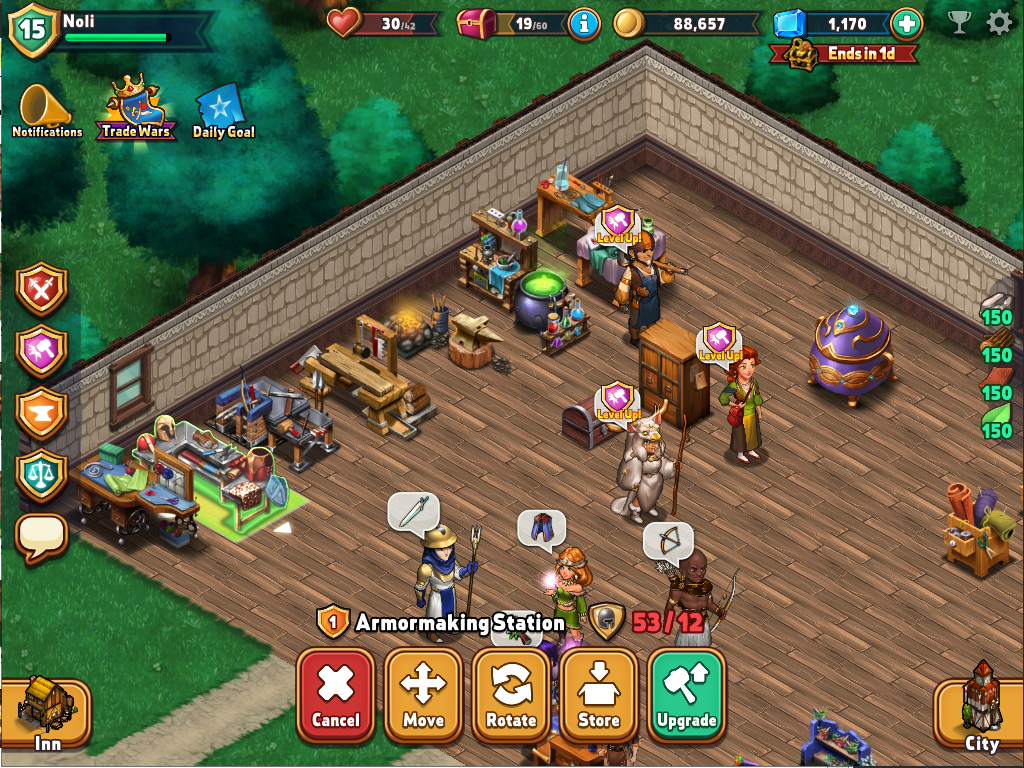 15
Noli
30/42
19/60
88,657
1,170
Ends in 1d
Notifications
Trade Wars
Daily Goal
Level Up!
Level Up!
Level Up!
150
150
150
150
1 Armormaking Station 53/12
Cancel
Move
Rotate
Store
Upgrade
Inn
City